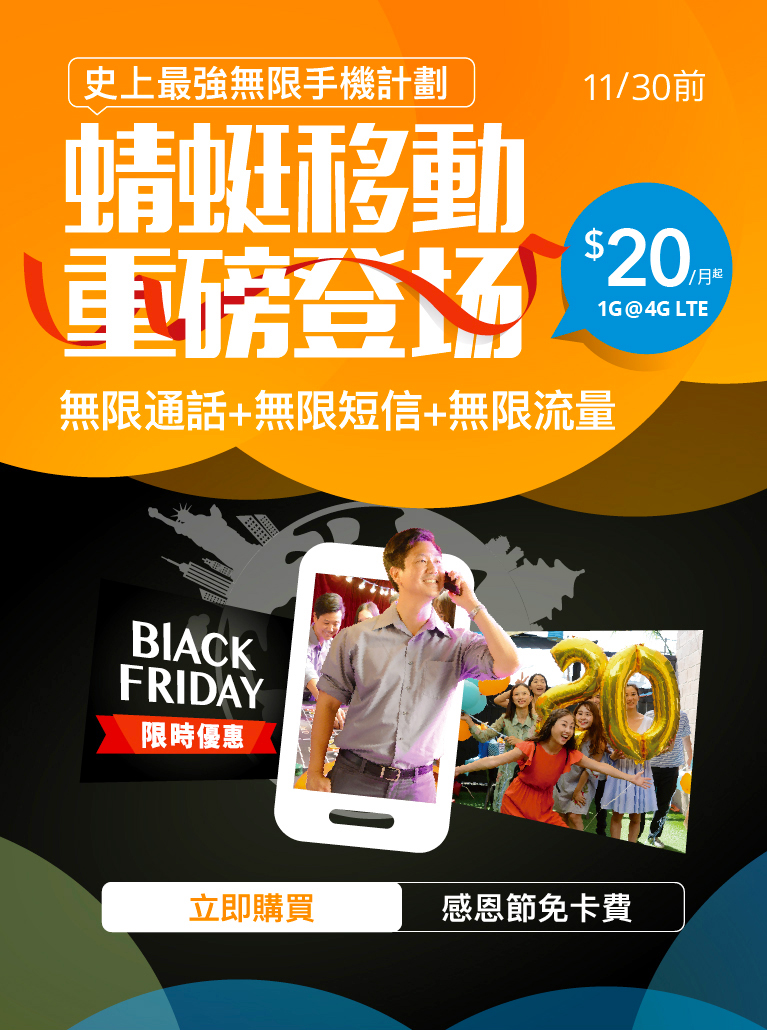 史上最強無限手機計劃
11/30前
蜻蜓移動
重磅登场
$20/月起
1G@4G LTE
無限通話+無限短信+無限流量
BlACK
FRIDAY
限時優惠
20
立即購買
感恩節免卡費